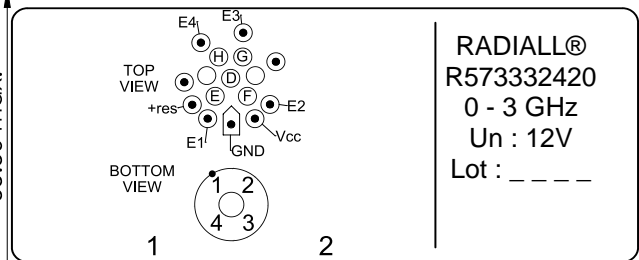 E4
E3
H
G
TOP
VIEW
D
E
F
+res
E2
E1
Vcc
GND
BOTTOM
VIEW
1 2
4 3
1
2
RADIALL®
R573332420
0 - 3 GHz
Un : 12V
Lot : _ _ _ _